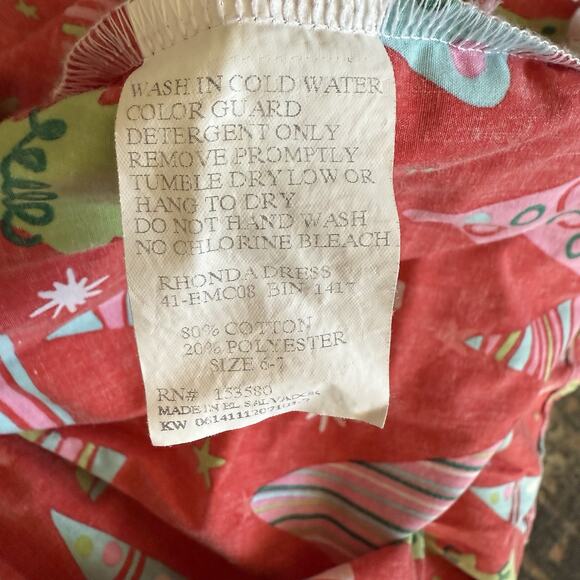 WASH IN COLD WATER
COLOR GUARD
DETERGENT ONLY
REMOVE PROMPTLY
TUMBLE DRY LOW OR
HANG TO DRY
DO NOT HAND WASH
NO CHLORINE BLEACH
RHONDA DRESS
41-EMC08 BIN 1417
80% COTTON
20% POLYESTER
SIZE 6-7
RN# 153580
MADE IN EL SALVADOR
KW